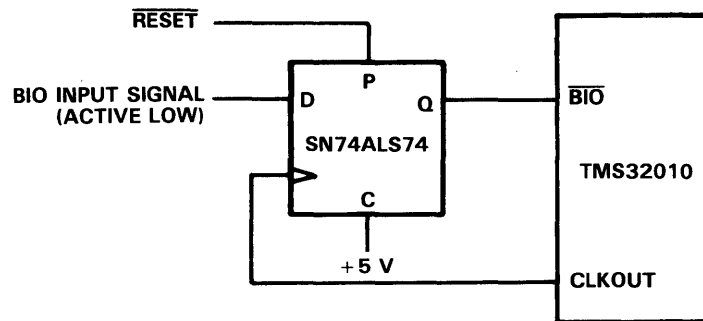 RESET
P
BIO INPUT SIGNAL
(ACTIVE LOW)
D
Q
BIO
SN74ALS74
TMS32010
C
+5 V
CLKOUT